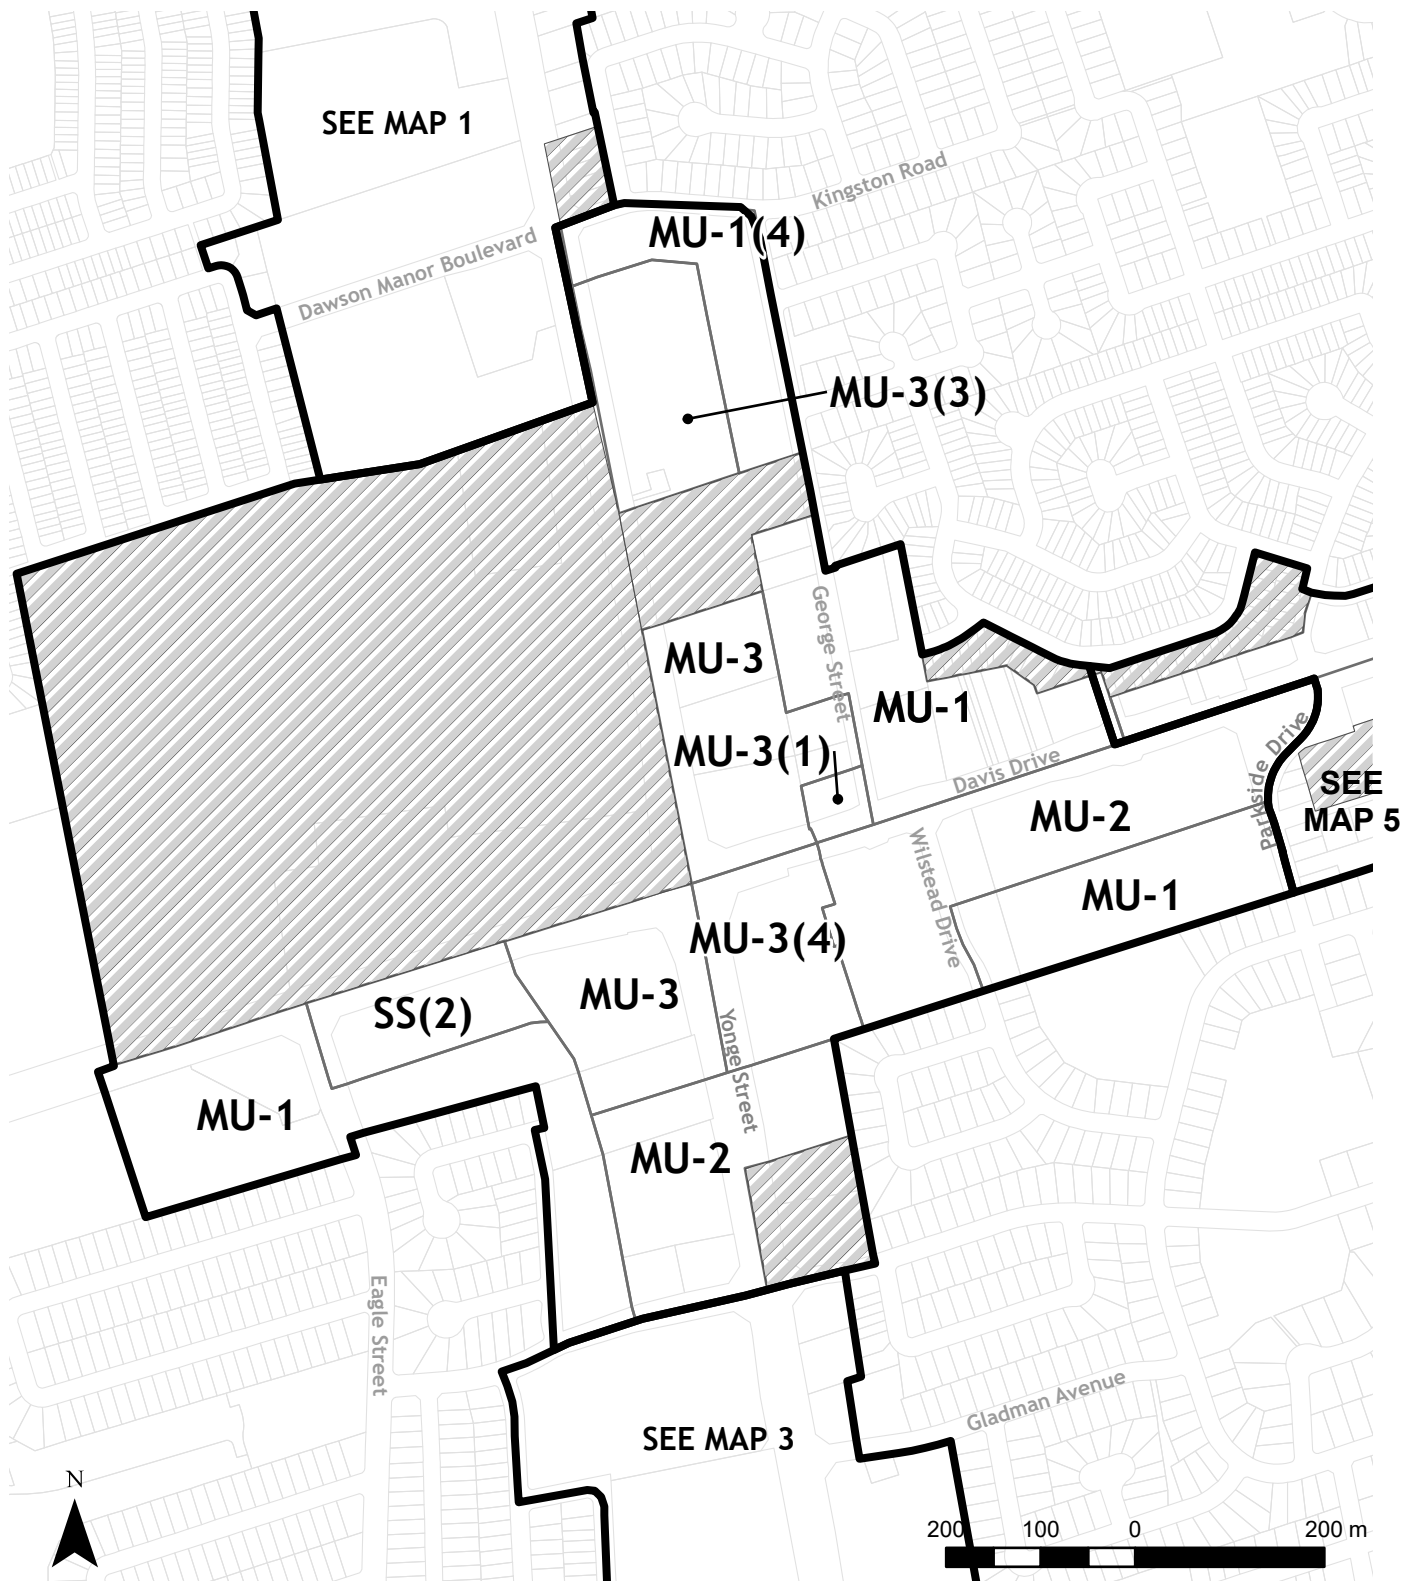 SEE MAP 1
Kingston Road
MU-1(4)
Dawson Manor Boulevard
MU-3(3)
George Street
MU-3
MU-1
MU-3(1)
Davis Drive
Parkside Drive
SEE
MAP 5
MU-2
Wilstead Drive
MU-1
MU-3(4)
MU-3
SS(2)
Yonge Street
MU-1
MU-2
Eagle Street
Gladman Avenue
SEE MAP 3
N
200 100 0 200 m